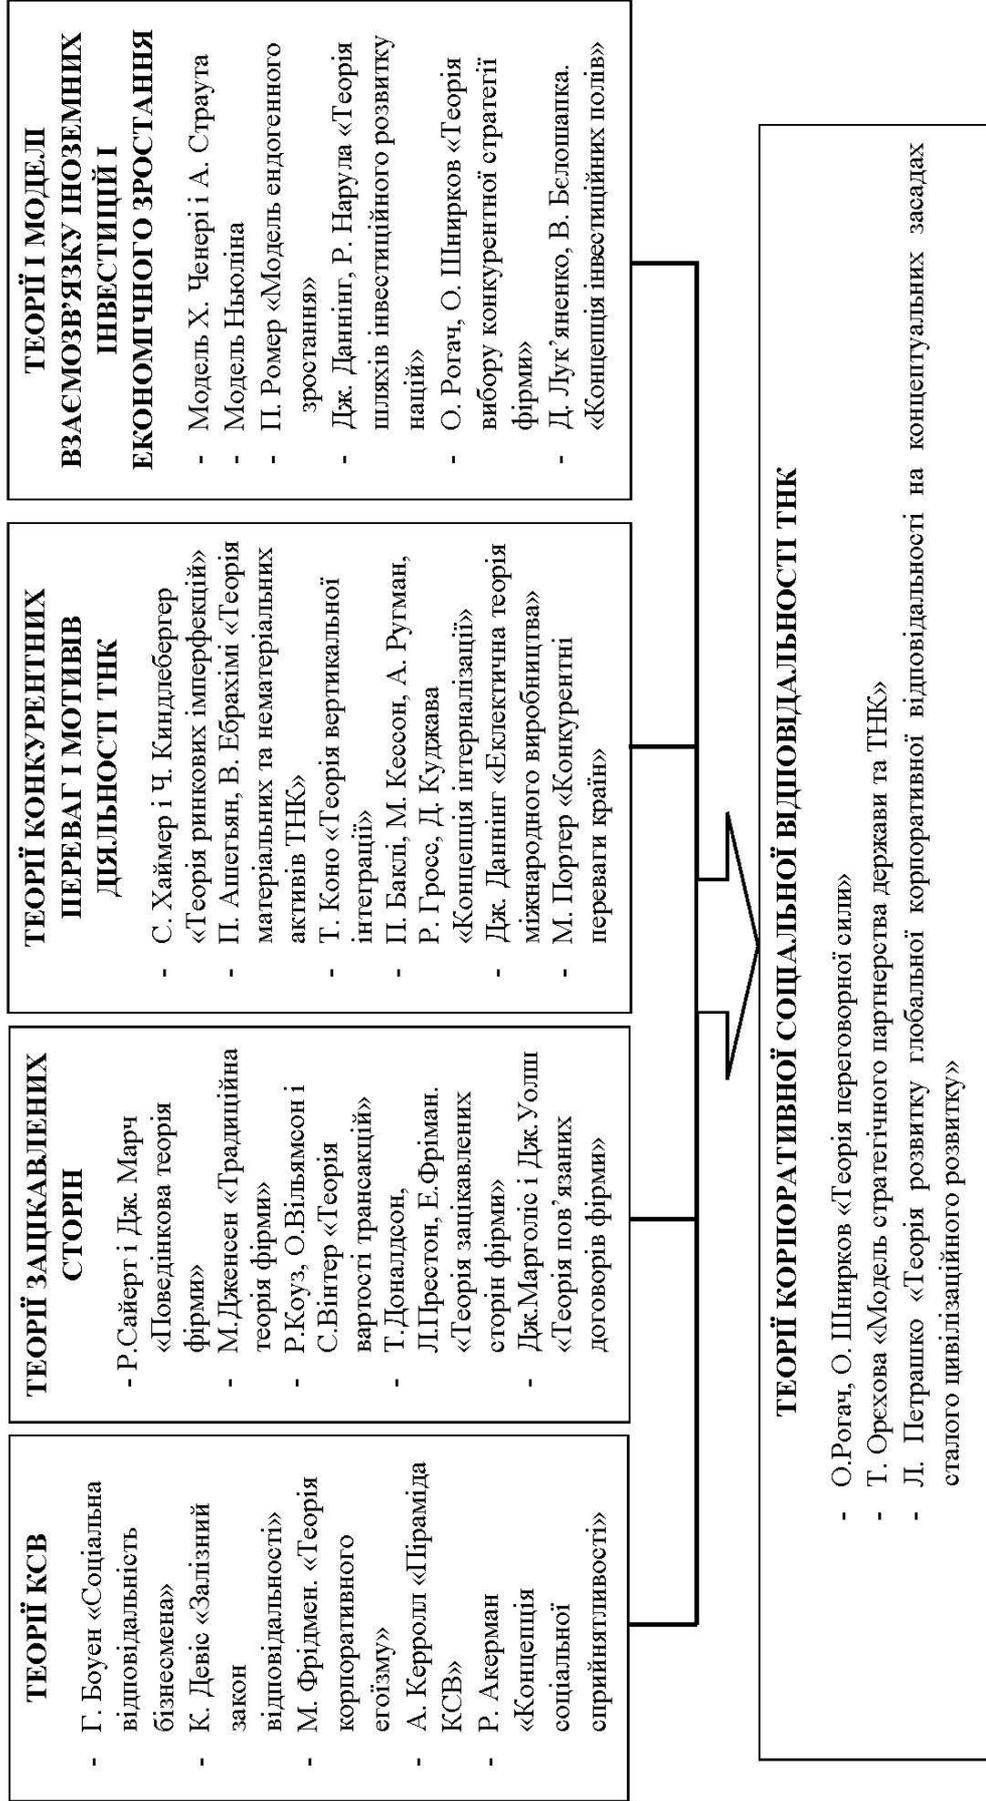 ТЕОРІЇ КСВ
- Г. Боуен «Соціальна
відповідальність
бізнесмена»
- К. Девіс «Залізний
закон
відповідальності»
- М. Фрідмен. «Теорія
корпоративного
егоїзму»
- А. Керролл «Піраміда
КСВ»
- Р. Акерман
«Концепція
соціальної
сприйнятливості»
ТЕОРІЇ ЗАЦІКАВЛЕНИХ
СТОРІН
- Р.Сайерт і Дж. Марч
«Поведінкова теорія
фірми»
- М.Дженсен «Традиційна
теорія фірми»
- Р.Коуз, О.Вільямсон і
С.Вінтер «Теорія
вартості трансакцій»
- Т.Доналдсон,
Л.Престон, Е.Фріман.
«Теорія зацікавлених
сторін фірми»
- Дж.Марголіс і Дж.Уолш
«Теорія пов’язаних
договорів фірми»
ТЕОРІЇ КОНКУРЕНТНИХ
ПЕРЕВАГ І МОТИВІВ
ДІЯЛЬНОСТІ ТНК
- С. Хаймер і Ч. Киндлебергер
«Теорія ринкових імперфекцій»
- П. Ашегьян, В. Ебрахімі «Теорія
матеріальних та нематеріальних
активів ТНК»
- Т. Коно «Теорія вертикальної
інтеграції»
- П. Баклі, М. Кессон, А. Ругман,
Р. Гросс, Д. Куджава
«Концепція інтерналізації»
- Дж. Даннінг «Еклектична теорія
міжнародного виробництва»
- М. Портер «Конкурентні
переваги країн»
ТЕОРІЇ І МОДЕЛІ
ВЗАЄМОЗВ’ЯЗКУ ІНОЗЕМНИХ
ІНВЕСТИЦІЙ І
ЕКОНОМІЧНОГО ЗРОСТАННЯ
- Модель Х. Ченері і А. Страута
- Модель Ньюліна
- П. Ромер «Модель ендогенного
зростання»
- Дж. Даннінг, Р. Нарула «Теорія
шляхів інвестиційного розвитку
націй»
- О. Рогач, О. Шнирков «Теорія
вибору конкурентної стратегії
фірми»
- Д. Лук’яненко, В. Бєлошапка.
«Концепція інвестиційних полів»
ТЕОРІЇ КОРПОРАТИВНОЇ СОЦІАЛЬНОЇ ВІДПОВІДАЛЬНОСТІ ТНК
- О.Рогач, О. Шнирков «Теорія переговорної сили»
- Т. Орєхова «Модель стратегічного партнерства держави та ТНК»
- Л. Петрашко «Теорія розвитку глобальної корпоративної відповідальності на концептуальних засадах
сталого цивілізаційного розвитку»